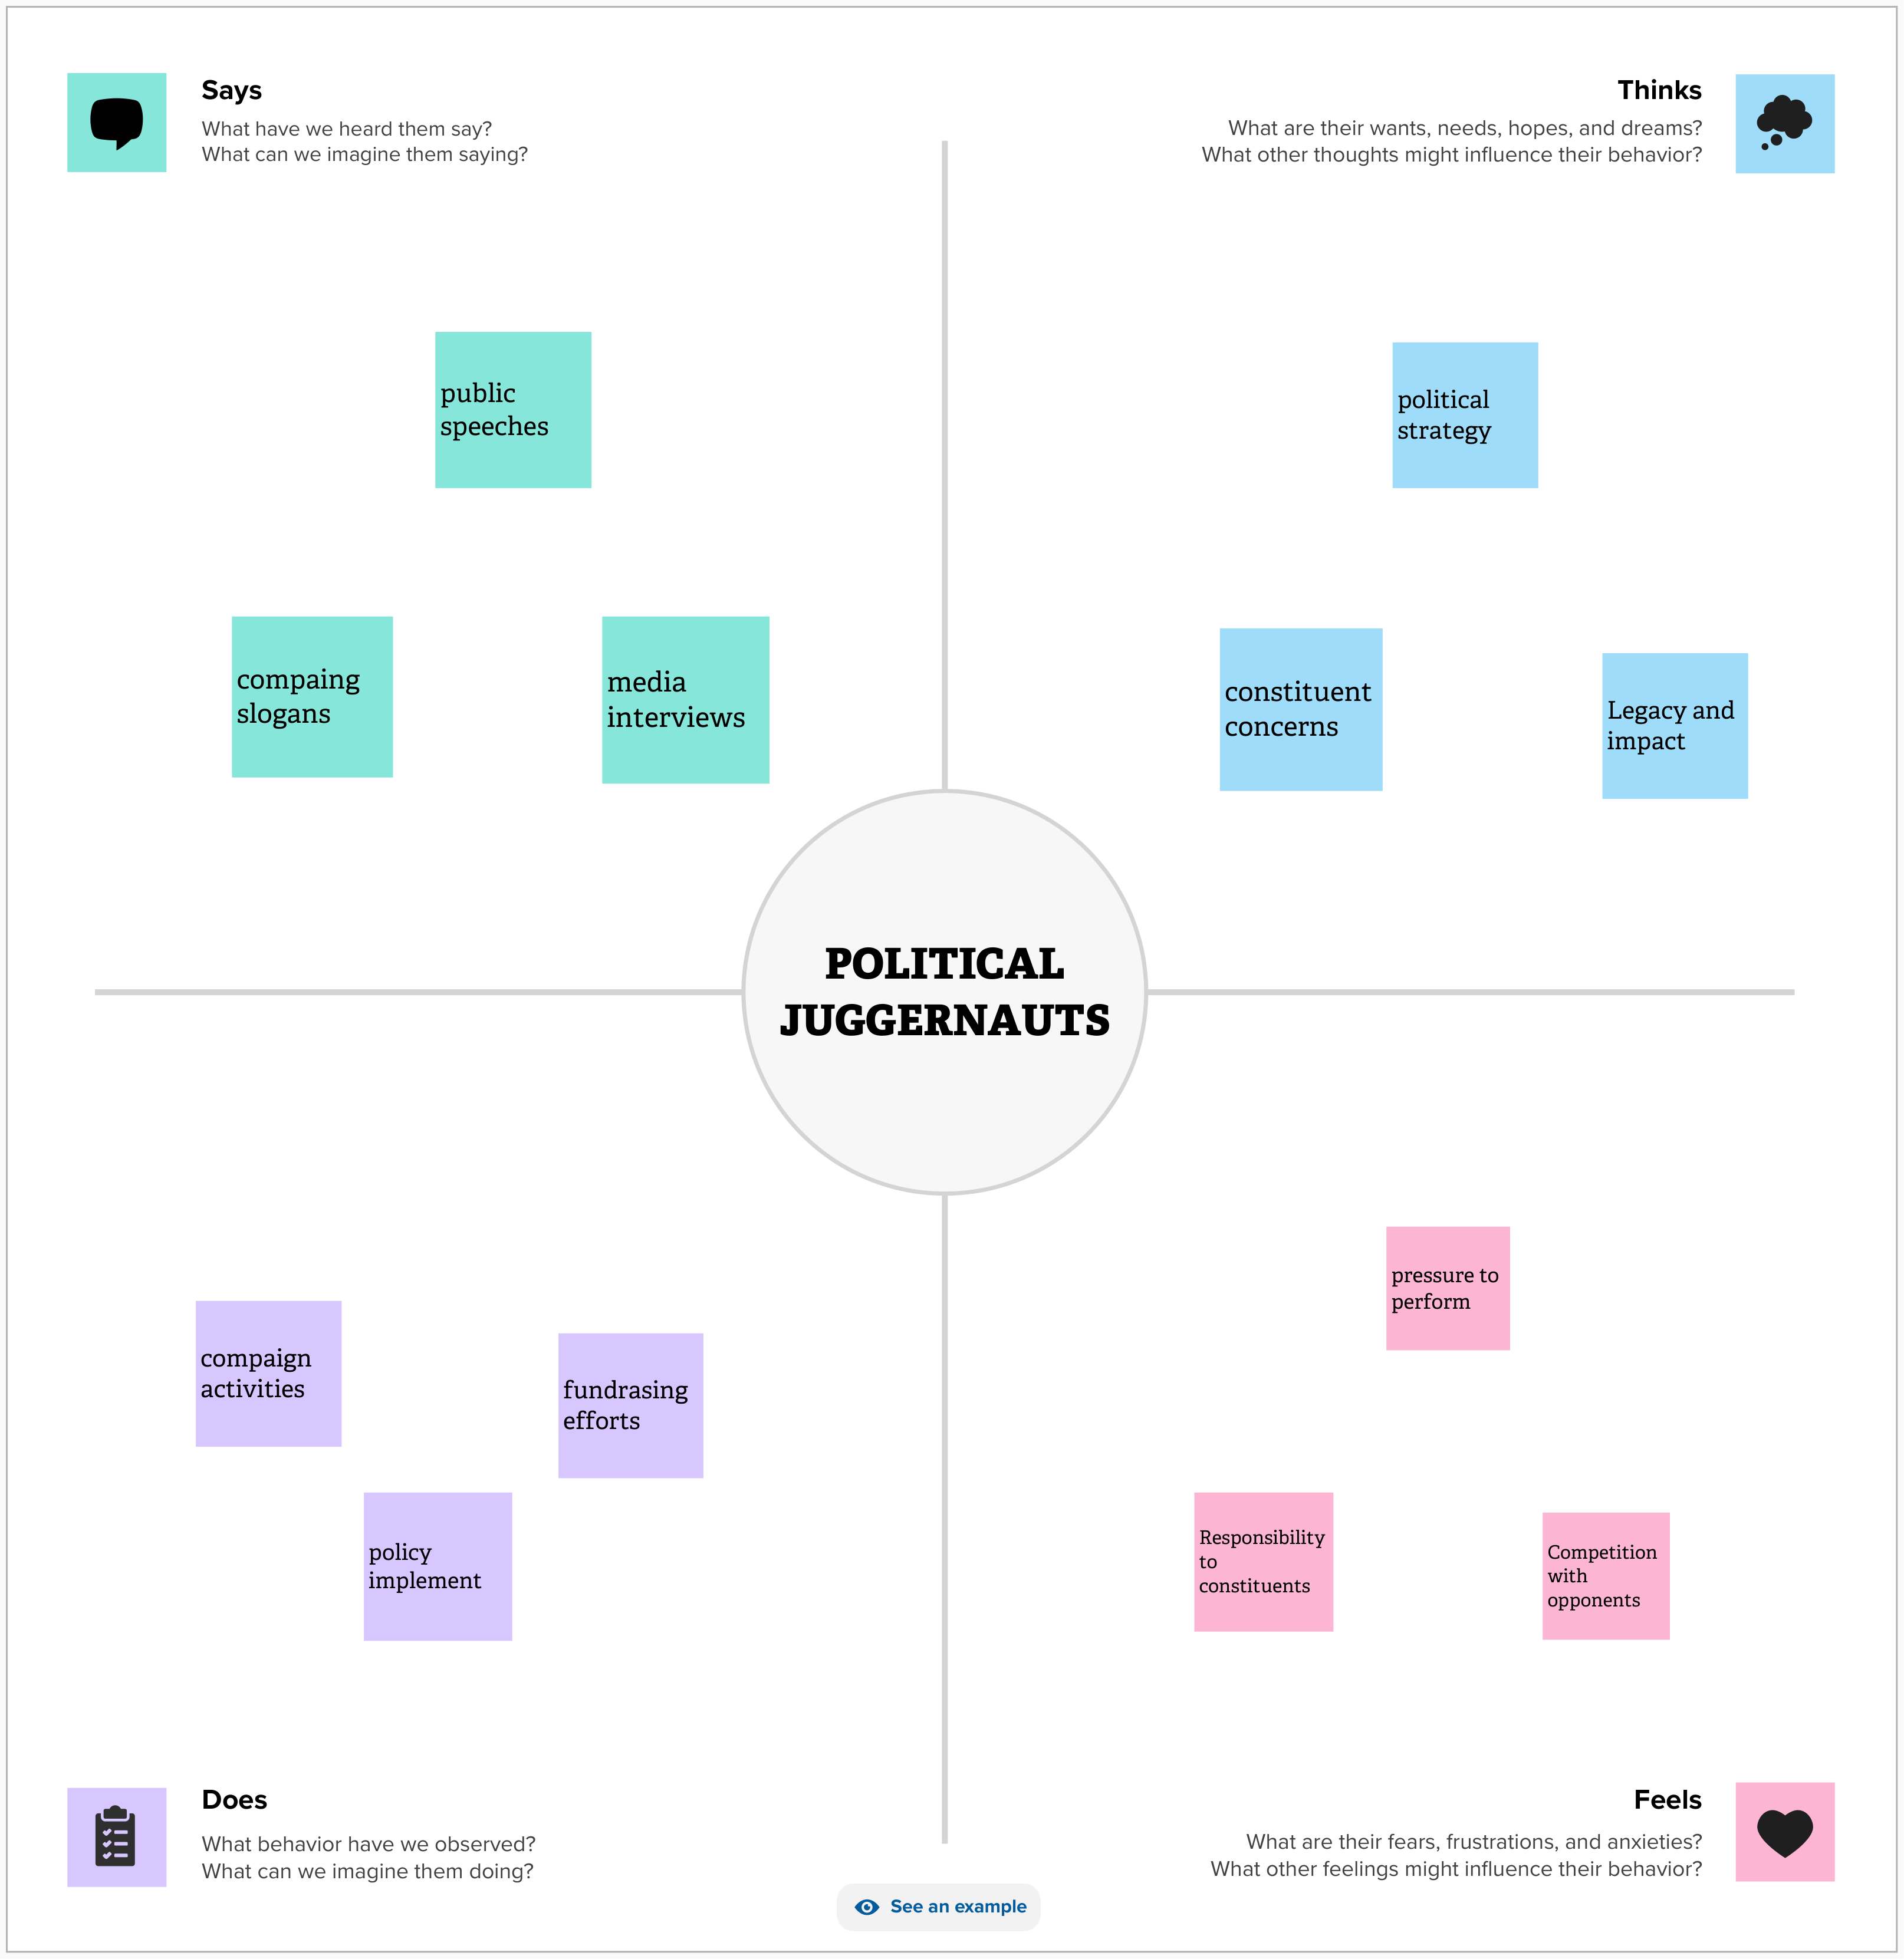 Says
What have we heard them say?
What can we imagine them saying?
Thinks
What are their wants, needs, hopes, and dreams?
What other thoughts might influence their behavior?
public
speeches
political
strategy
compaing
slogans
media
interviews
constituent
concerns
Legacy and
impact
POLITICAL
JUGGERNAUTS
compaign
activities
fundrasing
efforts
policy
implement
pressure to
perform
Responsibility
to
constituents
Competition
with
opponents
Does
What behavior have we observed?
What can we imagine them doing?
Feels
What are their fears, frustrations, and anxieties?
What other feelings might influence their behavior?
See an example